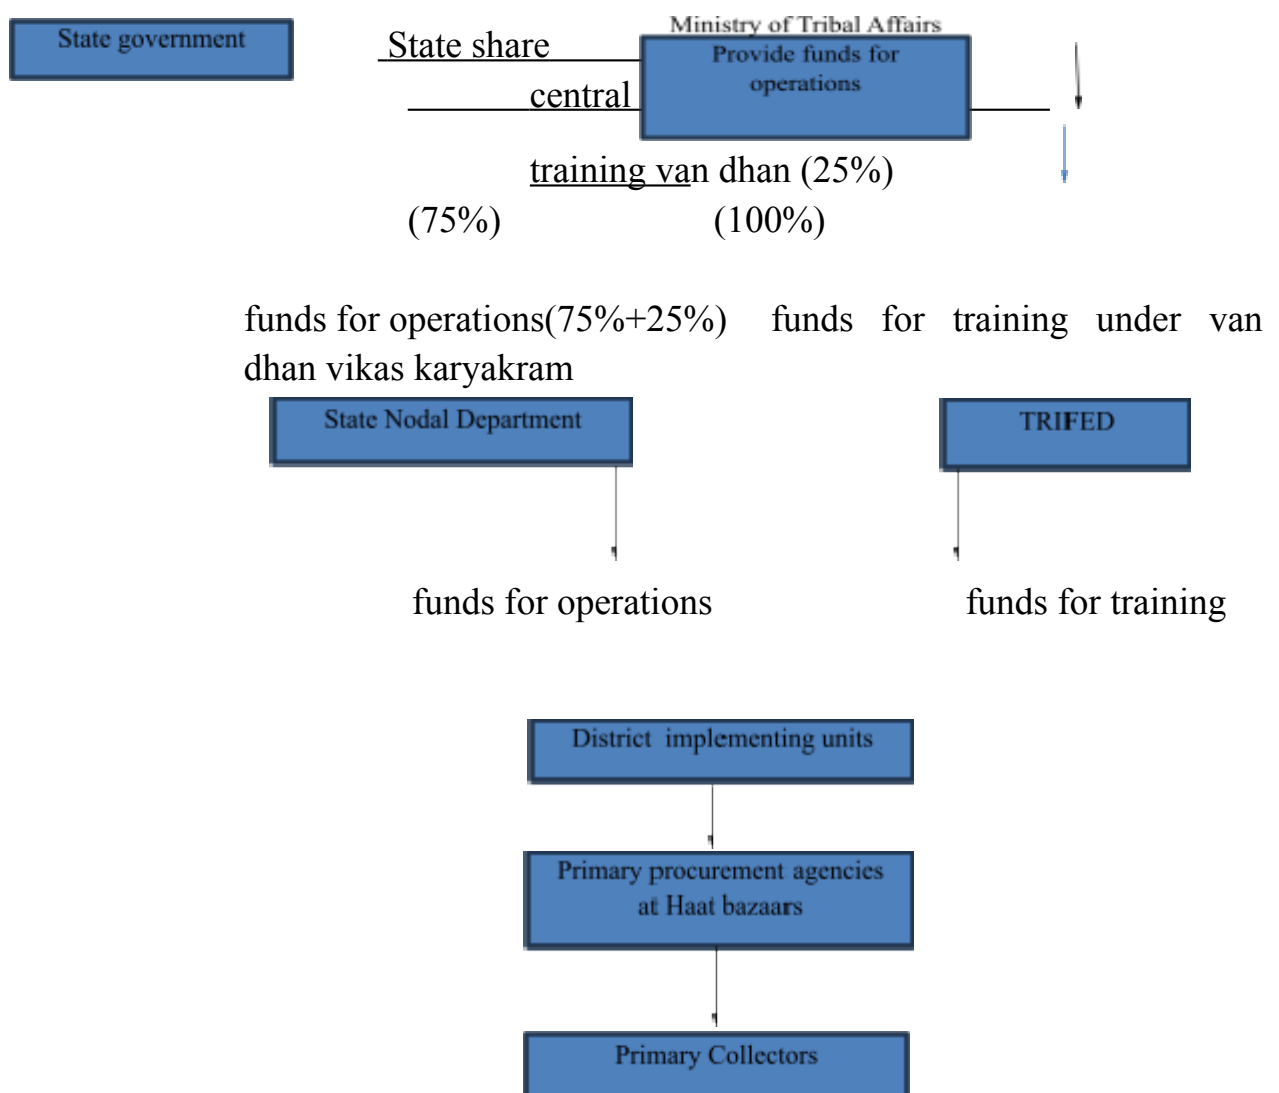 State government
Ministry of Tribal Affairs
State share
Provide funds for
operations
central
training van dhan (25%)
(75%) (100%)
funds for operations(75%+25%) funds for training under van
dhan vikas karyakram
State Nodal Department
TRIFED
funds for operations
funds for training
District implementing units
Primary procurement agencies
at Haat bazaars
Primary Collectors